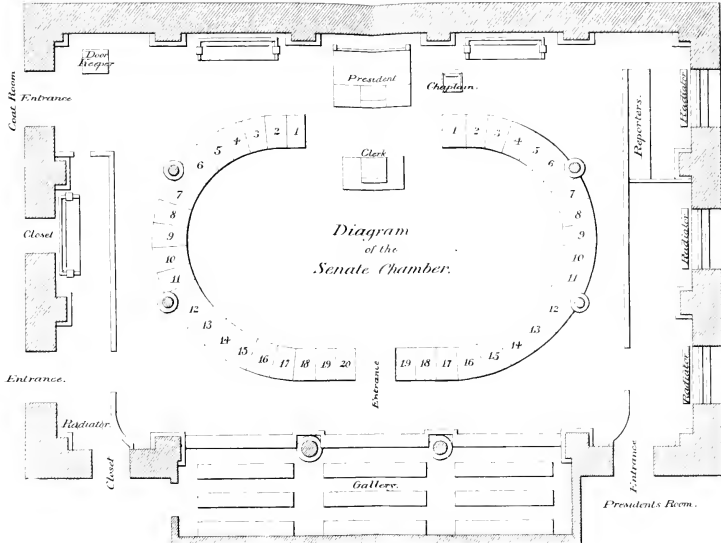 Door
Keeper
President
Chaplain.
Coat Room
Entrance
Reporters.
Radiator
Clerk
1 2 3 4 5 6 7 8 9 10 11 12 13 14 15 16 17 18 19 20
1 2 3 4 5 6 7 8 9 10 11 12 13 14 15 16 17 18 19
Closet
Diagram
of the
Senate Chamber.
Radiator
Entrance
Entrance.
Radiator
Radiator.
Closet
Gallery.
Entrance
Presidents Room.